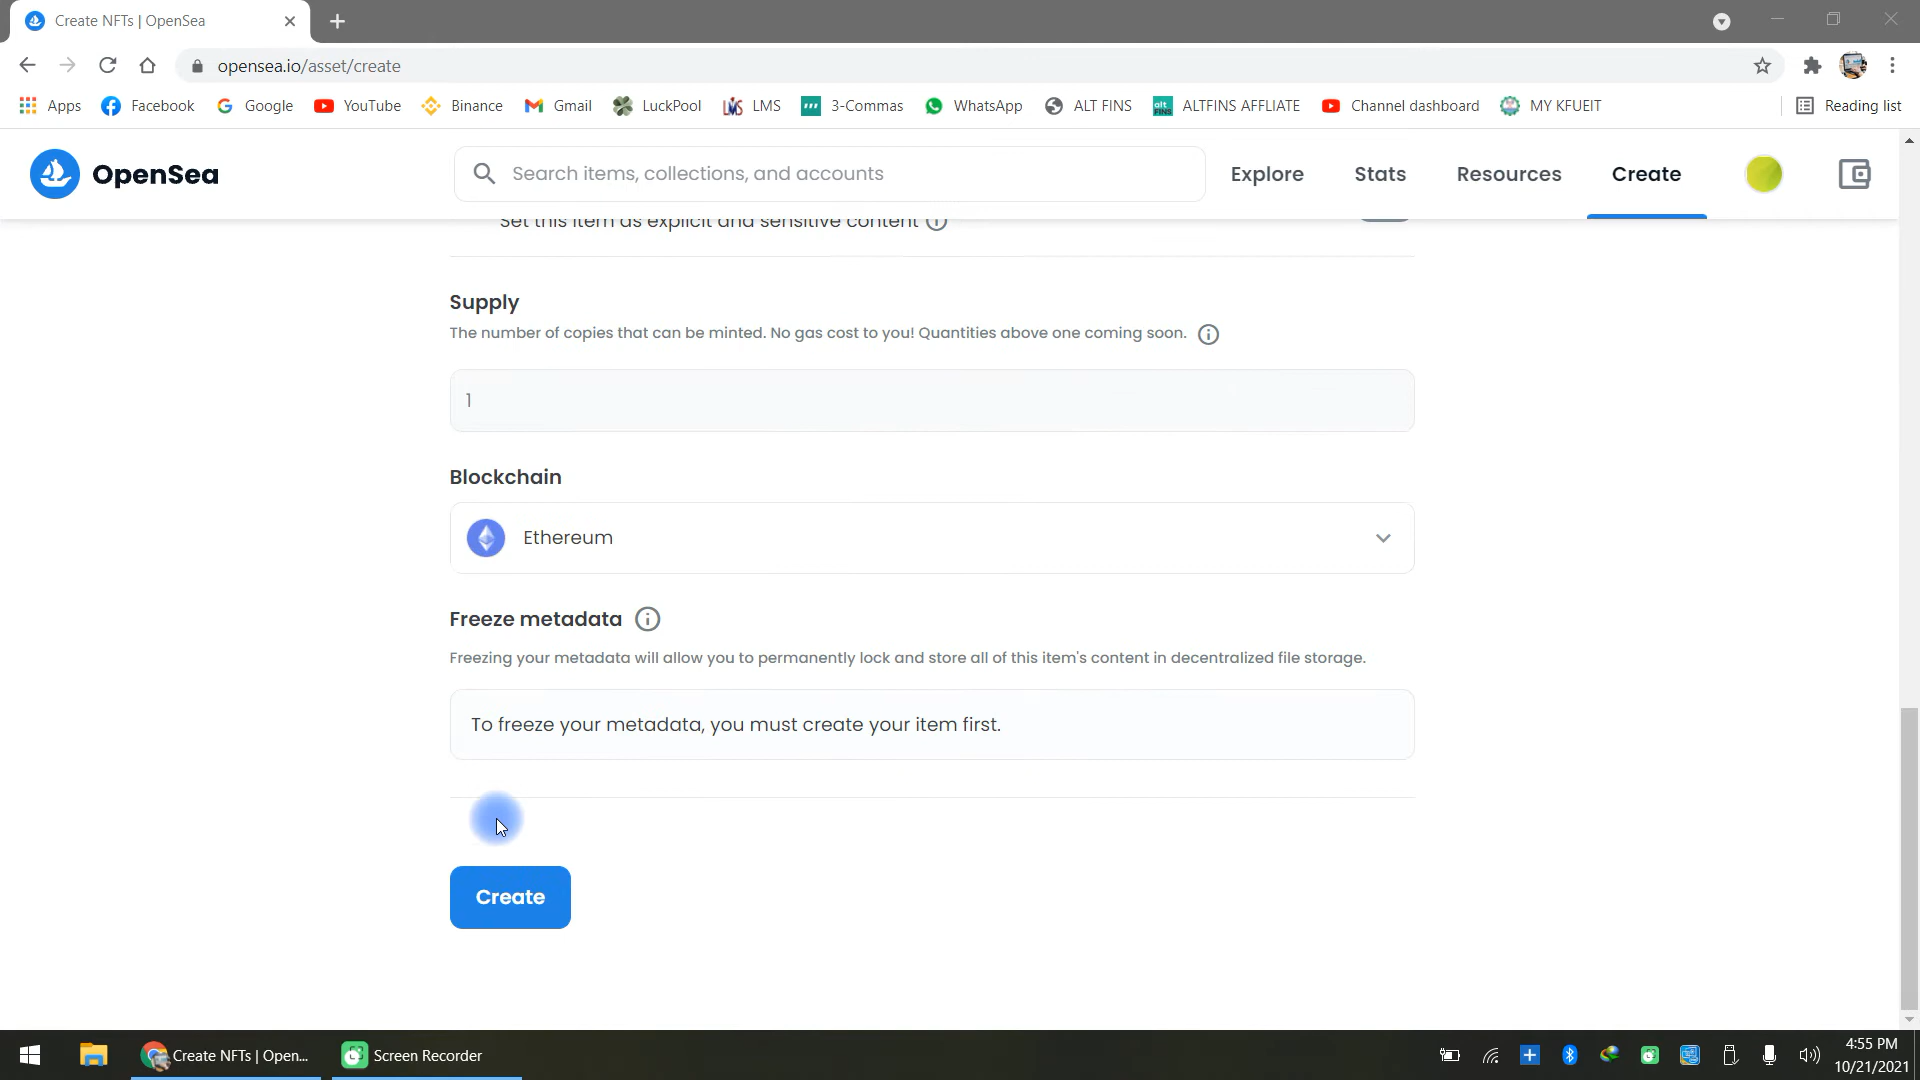 Create NFTs | OpenSea
opensea.io/asset/create
Apps Facebook Google YouTube Binance Gmail LuckPool LMS 3-Commas WhatsApp ALT FINS ALTFINS AFFLIATE Channel dashboard MY KFUEIT Reading list
OpenSea Search items, collections, and accounts Explore Stats Resources Create
Set this item as explicit and sensitive content
Supply
The number of copies that can be minted. No gas cost to you! Quantities above one coming soon.
1
Blockchain
Ethereum
Freeze metadata
Freezing your metadata will allow you to permanently lock and store all of this item's content in decentralized file storage.
To freeze your metadata, you must create your item first.
Create
Create NFTs | Open... Screen Recorder
4:55 PM
10/21/2021